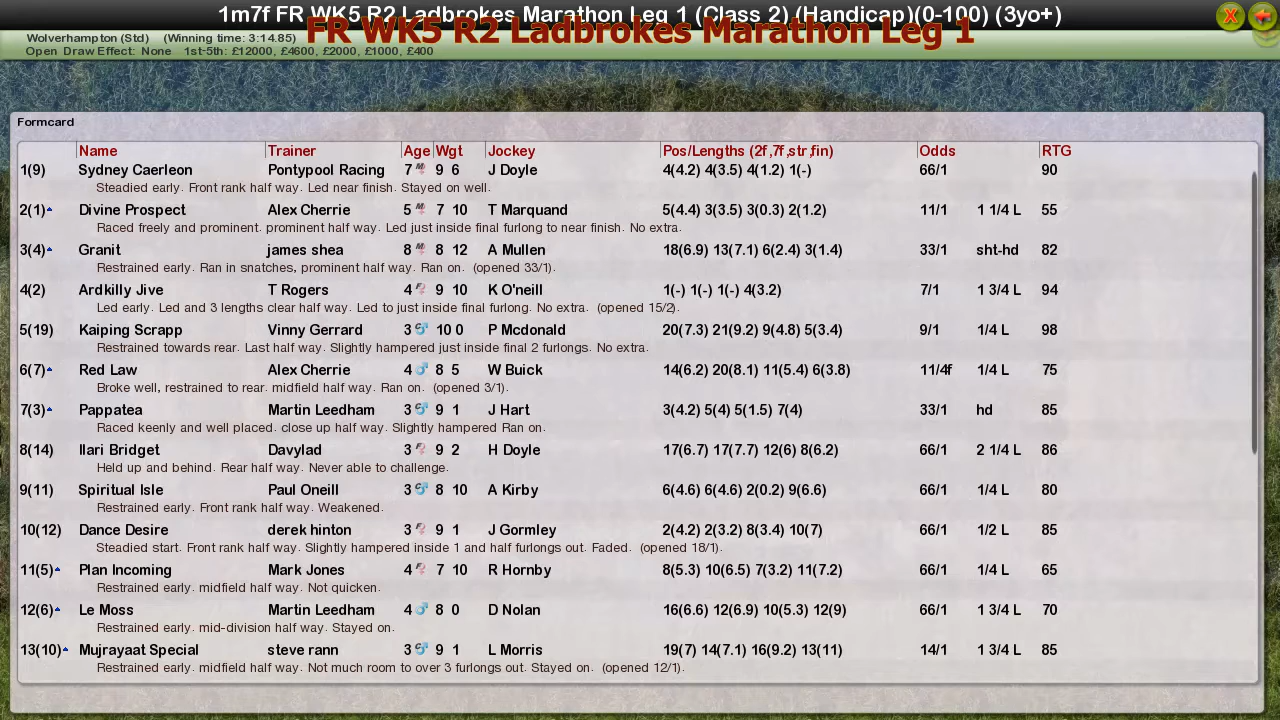 1m7f FR WK5 R2 Ladbrokes Marathon Leg 1 (Class 2) (Handicap)(0-100) (3yo+)
FR WK5 R2 Ladbrokes Marathon Leg 1
Wolverhampton (Std) (Winning time: 3:14.85)
Open Draw Effect: None 1st-5th: £12000, £4600, £2000, £1000, £400
X
Formcard
Name Trainer Age Wgt Jockey Pos/Lengths (2f,7f,str,fin) Odds RTG
1(9) Sydney Caerleon Pontypool Racing 7 9 6 J Doyle 4(4.2) 4(3.5) 4(1.2) 1(-) 66/1 90
Steadied early. Front rank half way. Led near finish. Stayed on well.
2(1) Divine Prospect Alex Cherrie 5 7 10 T Marquand 5(4.4) 3(3.5) 3(0.3) 2(1.2) 11/1 1 1/4 L 55
Raced freely and prominent. prominent half way. Led just inside final furlong to near finish. No extra.
3(4) Granit james shea 8 8 12 A Mullen 18(6.9) 13(7.1) 6(2.4) 3(1.4) 33/1 sht-hd 82
Restrained early. Ran in snatches, prominent half way. Ran on. (opened 33/1).
4(2) Ardkilly Jive T Rogers 4 9 10 K O'neill 1(-) 1(-) 1(-) 4(3.2) 7/1 1 3/4 L 94
Led early. Led and 3 lengths clear half way. Led to just inside final furlong. No extra. (opened 15/2).
5(19) Kaiping Scrapp Vinny Gerrard 3 10 0 P Mcdonald 20(7.3) 21(9.2) 9(4.8) 5(3.4) 9/1 1/4 L 98
Restrained towards rear. Last half way. Slightly hampered just inside final 2 furlongs. No extra.
6(7) Red Law Alex Cherrie 4 8 5 W Buick 14(6.2) 20(8.1) 11(5.4) 6(3.8) 11/4f 1/4 L 75
Broke well, restrained to rear. midfield half way. Ran on. (opened 3/1).
7(3) Pappatea Martin Leedham 3 9 1 J Hart 3(4.2) 5(4) 5(1.5) 7(4) 33/1 hd 85
Raced keenly and well placed. close up half way. Slightly hampered Ran on.
8(14) Ilari Bridget Davylad 3 9 2 H Doyle 17(6.7) 17(7.7) 12(6) 8(6.2) 66/1 2 1/4 L 86
Held up and behind. Rear half way. Never able to challenge.
9(11) Spiritual Isle Paul Oneill 3 8 10 A Kirby 6(4.6) 6(4.6) 2(0.2) 9(6.6) 66/1 1/4 L 80
Restrained early. Front rank half way. Weakened.
10(12) Dance Desire derek hinton 3 9 1 J Gormley 2(4.2) 2(3.2) 8(3.4) 10(7) 66/1 1/2 L 85
Steadied start. Front rank half way. Slightly hampered inside 1 and half furlongs out. Faded. (opened 18/1).
11(5) Plan Incoming Mark Jones 4 7 10 R Hornby 8(5.3) 10(6.5) 7(3.2) 11(7.2) 66/1 1/4 L 65
Restrained early. midfield half way. Not quicken.
12(6) Le Moss Martin Leedham 4 8 0 D Nolan 16(6.6) 12(6.9) 10(5.3) 12(9) 66/1 1 3/4 L 70
Restrained early. mid-division half way. Stayed on.
13(10) Mujrayaat Special steve rann 3 9 1 L Morris 19(7) 14(7.1) 16(9.2) 13(11) 14/1 1 3/4 L 85
Restrained early. midfield half way. Not much room to over 3 furlongs out. Stayed on. (opened 12/1).